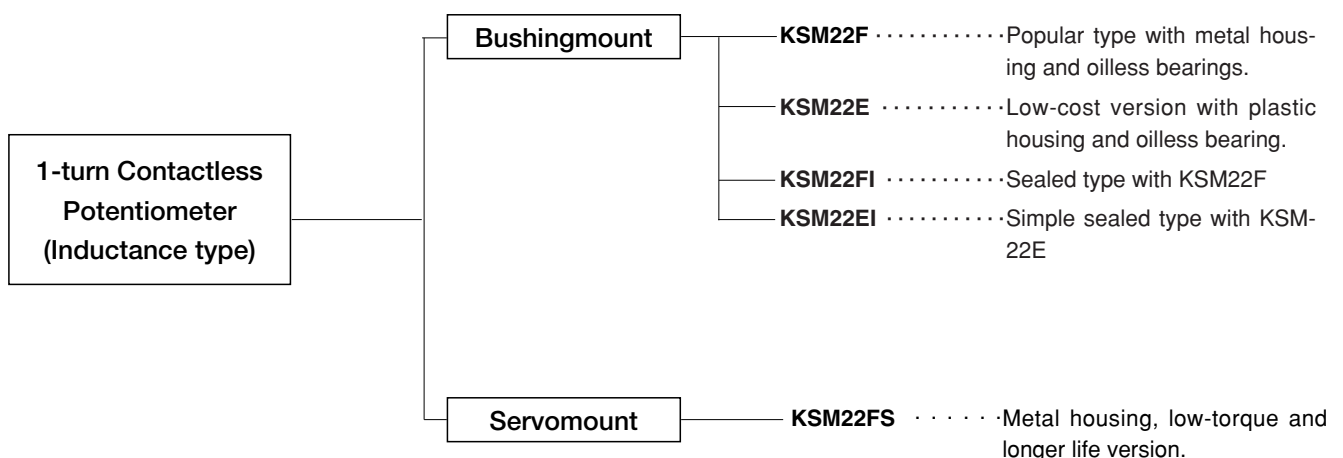 1-turn Contactless
Potentiometer
(Inductance type)
Bushingmount
KSM22F ············Popular type with metal hous-
ing and oilless bearings.
KSM22E ···········Low-cost version with plastic
housing and oilless bearing.
KSM22FI ···········Sealed type with KSM22F
KSM22EI ···········Simple sealed type with KSM-
22E
Servomount
KSM22FS · · · · · ·Metal housing, low-torque and
longer life version.